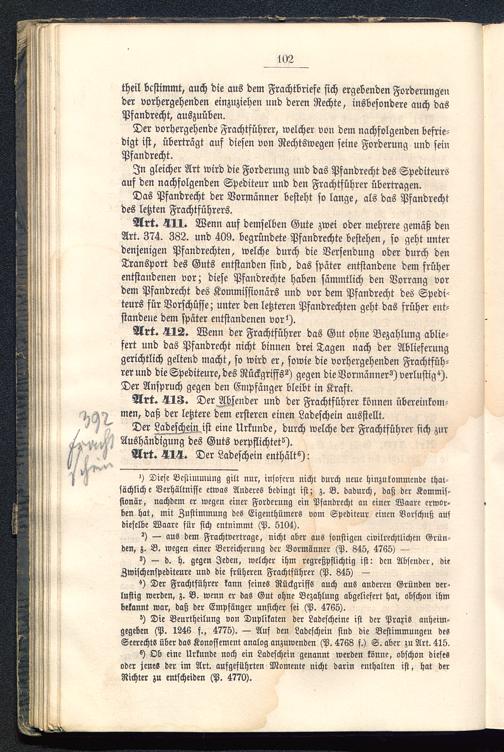 102
theil bestimmt, auch die aus dem Frachtbriefe sich ergebenden Forderungen
der vorhergehenden einzuziehen und deren Rechte, insbesondere auch das
Pfandrecht, auszuüben.
Der vorhergehende Frachtführer, welcher von dem nachfolgenden befrie-
digt ist, überträgt auf diesen von Rechtswegen seine Forderung und sein
Pfandrecht.
In gleicher Art wird die Forderung und das Pfandrecht des Spediteurs
auf den nachfolgenden Spediteur und den Frachtführer übertragen.
Das Pfandrecht der Vormänner besteht so lange, als das Pfandrecht
des letzten Frachtführers.
Art. 411. Wenn auf demselben Gute zwei oder mehrere gemäß den
Art. 374. 382. und 409. begründete Pfandrechte bestehen, so geht unter
denjenigen Pfandrechten, welche durch die Versendung oder durch den
Transport des Guts entstanden sind, das später entstandene dem früher
entstandenen vor; diese Pfandrechte haben sämmtlich den Vorrang vor
dem Pfandrecht des Kommissionärs und vor dem Pfandrecht des Spedi-
teurs für Vorschüsse; unter den letzteren Pfandrechten geht das früher ent-
standene dem später entstandenen vor¹).
Art. 412. Wenn der Frachtführer das Gut ohne Bezahlung ablie-
fert und das Pfandrecht nicht binnen drei Tagen nach der Ablieferung
gerichtlich geltend macht, so wird er, sowie die vorhergehenden Frachtfüh-
rer und die Spediteure, des Rückgriffs²) gegen die Vormänner³) verlustig⁴).
Der Anspruch gegen den Empfänger bleibt in Kraft.
Art. 413. Der Absender und der Frachtführer können übereinkom-
men, daß der letztere dem ersteren einen Ladeschein ausstellt.
Der Ladeschein ist eine Urkunde, durch welche der Frachtführer sich zur
Aushändigung des Guts verpflichtet⁵).
Art. 414. Der Ladeschein enthält⁶):
392
Fracht
schein
¹) Diese Bestimmung gilt nur, insofern nicht durch neue hinzukommende that-
sächliche Verhältnisse etwas Anderes bedingt ist; z. B. dadurch, daß der Kommis-
sionär, nachdem er wegen einer Forderung ein Pfandrecht an einer Waare erwor-
ben hat, mit Zustimmung des Eigenthümers vom Spediteur einen Vorschuß auf
dieselbe Waare für sich entnimmt (P. 5104).
²) — aus dem Frachtvertrage, nicht aber aus sonstigen civilrechtlichen Grün-
den, z. B. wegen einer Bereicherung der Vormänner (P. 845, 4765) —
³) — d. h. gegen Jeden, welcher ihm regreßpflichtig ist: den Absender, die
Zwischenspediteure und die früheren Frachtführer (P. 845) —
⁴) Der Frachtführer kann seines Rückgriffs auch aus anderen Gründen ver-
lustig werden, z. B. wenn er das Gut ohne Bezahlung abgeliefert hat, obschon ihm
bekannt war, daß der Empfänger unsicher sei (P. 4765).
⁵) Die Beurtheilung von Duplikaten der Ladescheine ist der Praxis anheim-
gegeben (P. 1246 f., 4775). — Auf den Ladeschein sind die Bestimmungen des
Seerechts über das Konossement analog anzuwenden (P. 4768 f.) S. aber zu Art. 415.
⁶) Ob eine Urkunde noch ein Ladeschein genannt werden könne, obschon dieses
oder jenes der im Art. aufgeführten Momente nicht darin enthalten ist, hat der
Richter zu entscheiden (P. 4770).